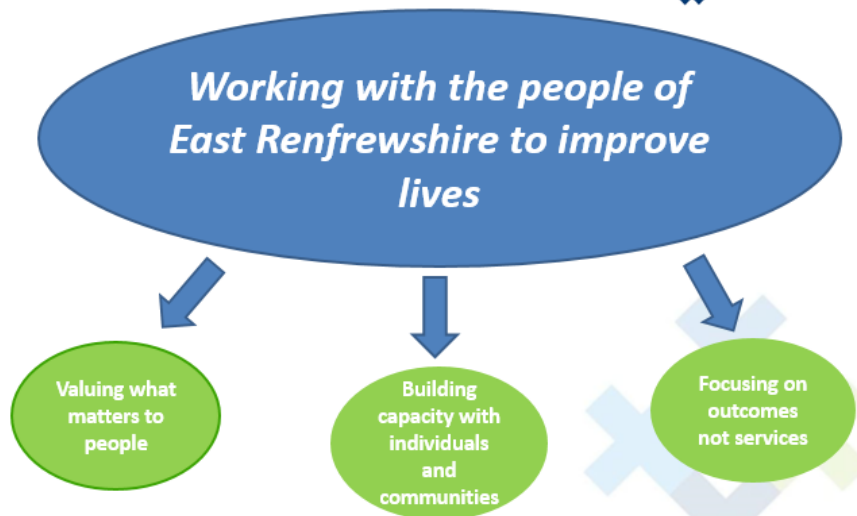 Working with the people of
East Renfrewshire to improve
lives
Valuing what
matters to
people
Building
capacity with
individuals
and
communities
Focusing on
outcomes
not services